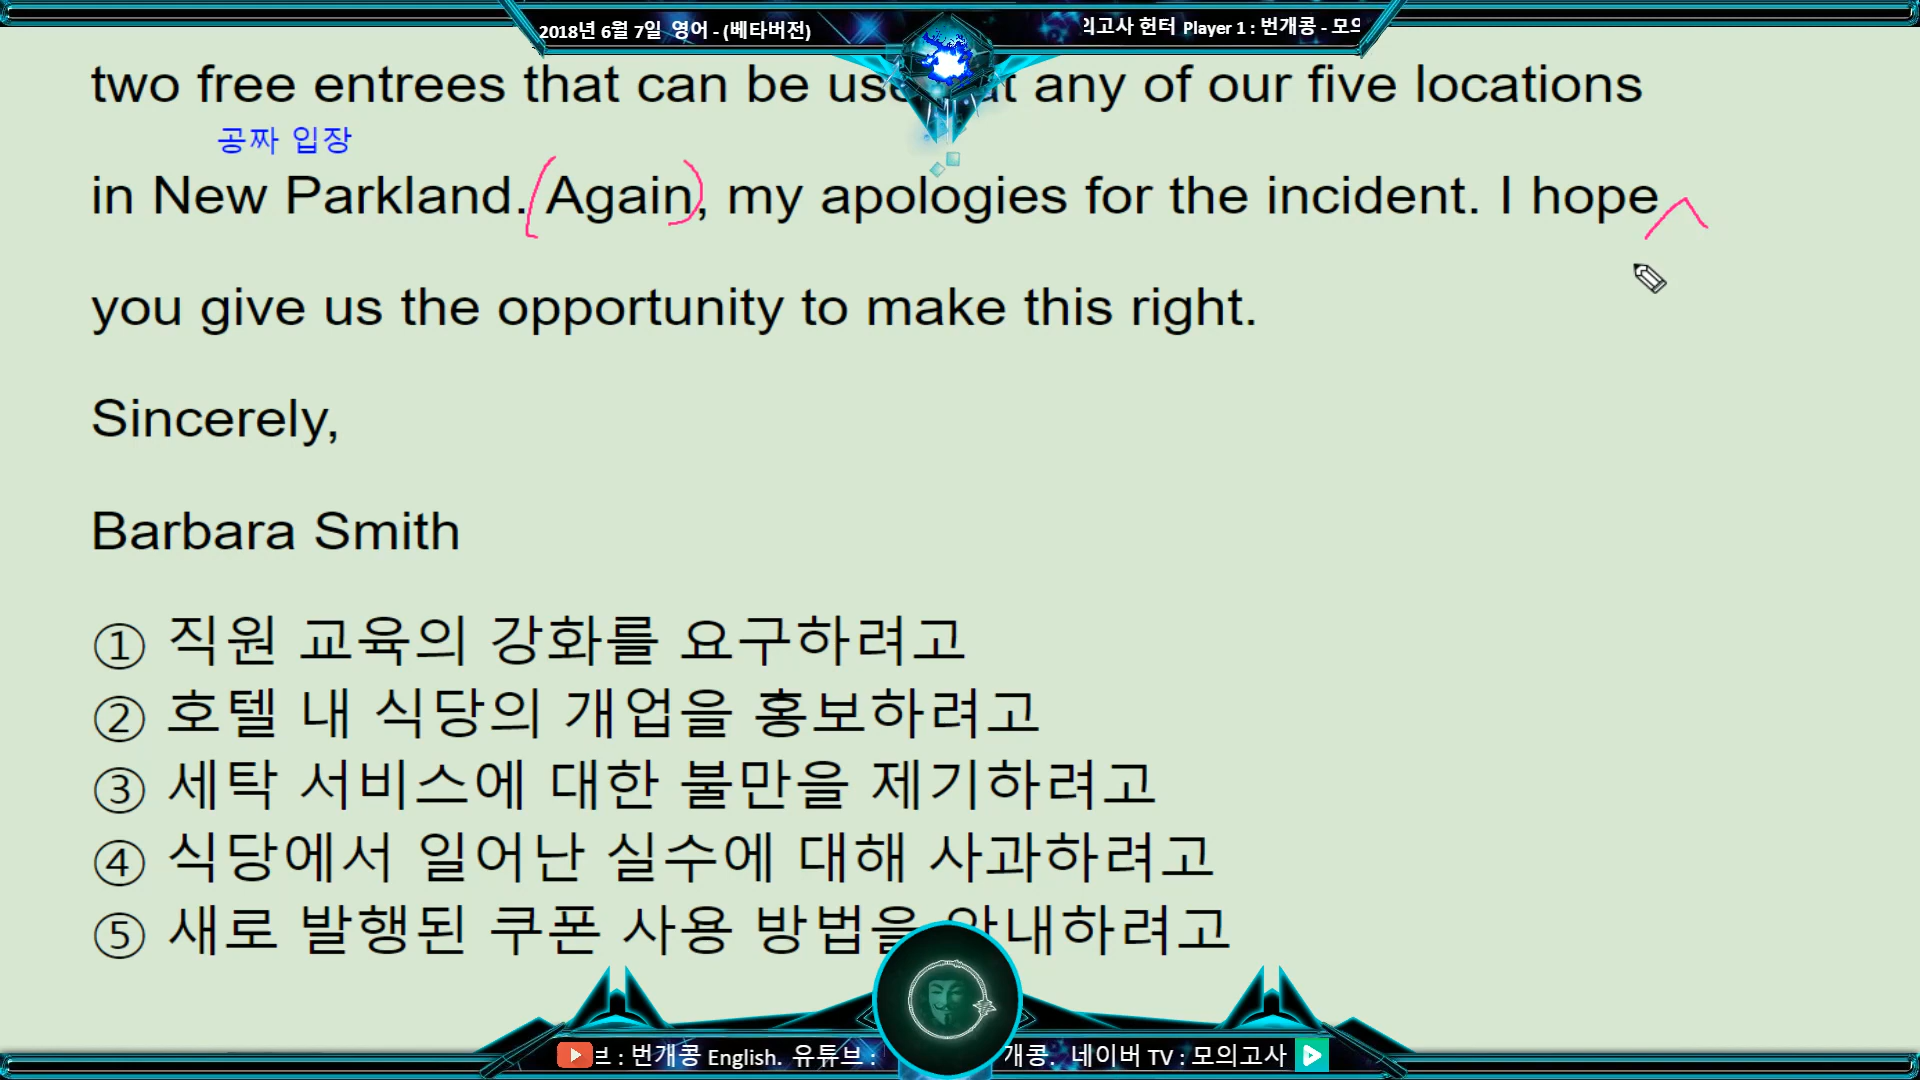 2018년 6월 7일 영어 - (베타버전)
고사 헌터 Player 1 : 번개콩 - 모의
two free entrees that can be any of our five locations
공짜 입장
in New Parkland. (Again), my apologies for the incident. I hope
you give us the opportunity to make this right.
Sincerely,
Barbara Smith
① 직원 교육의 강화를 요구하려고
② 호텔 내 식당의 개업을 홍보하려고
③ 세탁 서비스에 대한 불만을 제기하려고
④ 식당에서 일어난 실수에 대해 사과하려고
⑤ 새로 발행된 쿠폰 사용 방법을 안내하려고
브 : 번개콩 English. 유튜브 : 개콩. 네이버 TV : 모의고사